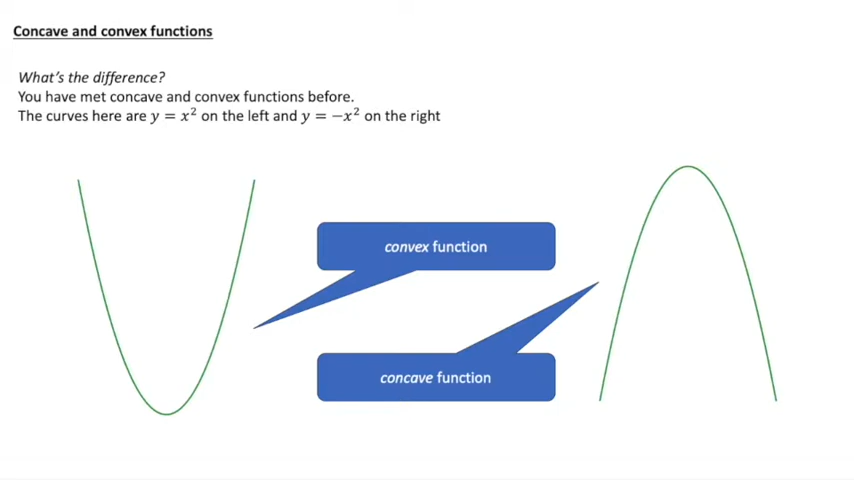 Concave and convex functions
What's the difference?
You have met concave and convex functions before.
The curves here are y = x² on the left and y = −x² on the right
convex function
concave function